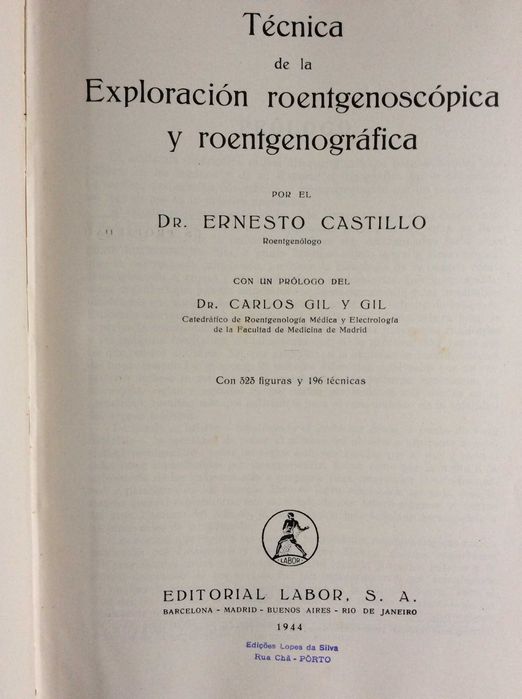 Técnica
de la
Exploración roentgenoscópica
y roentgenográfica
POR EL
DR. ERNESTO CASTILLO
Roentgenólogo
CON UN PRÓLOGO DEL
DR. CARLOS GIL Y GIL
Catedrático de Roentgenología Médica y Electrología
de la Facultad de Medicina de Madrid
Con 323 figuras y 196 técnicas
LABOR
EDITORIAL LABOR, S. A.
BARCELONA - MADRID - BUENOS AIRES - RIO DE JANEIRO
1944
Edições Lopes da Silva
Rua Chã - PÔRTO